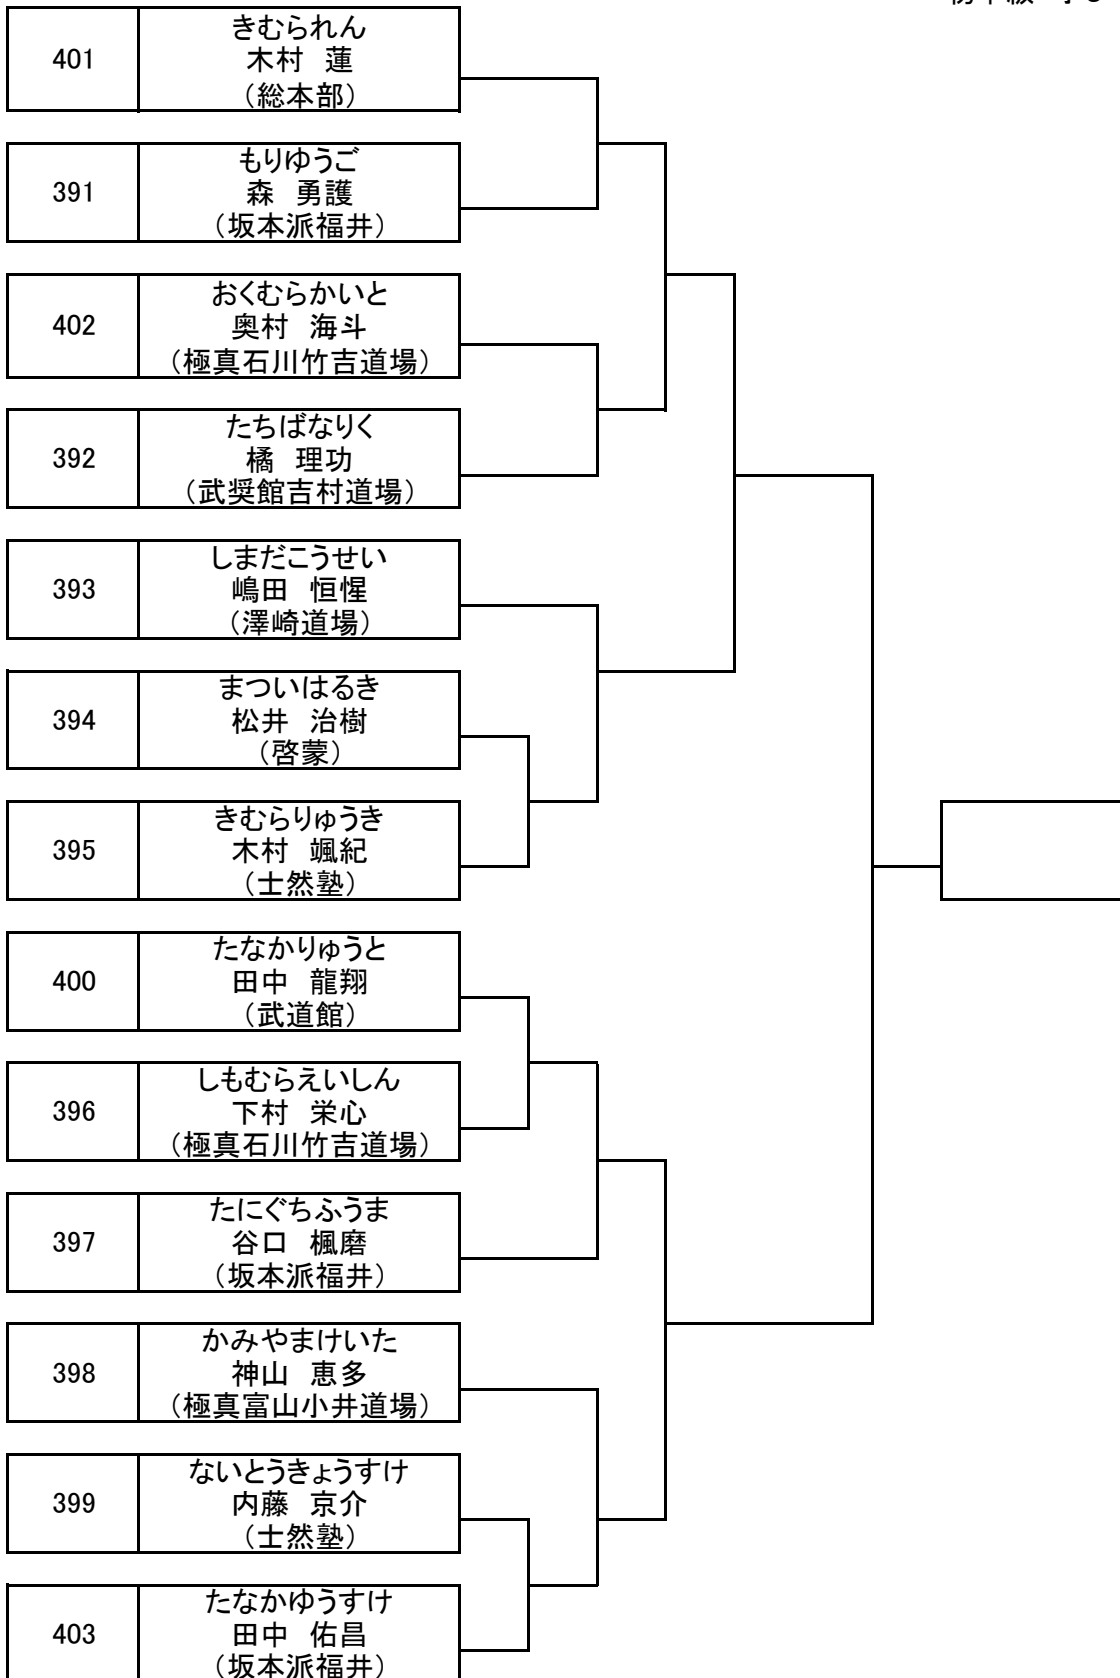 401
きむられん
木村　蓮
（総本部）
391
もりゆうご
森　勇護
（坂本派福井）
402
おくむらかいと
奥村　海斗
（極真石川竹吉道場）
392
たちばなりく
橘　理功
（武奨館吉村道場）
393
しまだこうせい
嶋田　恒惺
（澤崎道場）
394
まついはるき
松井　治樹
（啓蒙）
395
きむらりゅうき
木村　颯紀
（士然塾）
400
たなかりゅうと
田中　龍翔
（武道館）
396
しもむらえいしん
下村　栄心
（極真石川竹吉道場）
397
たにぐちふうま
谷口　楓磨
（坂本派福井）
398
かみやまけいた
神山　恵多
（極真富山小井道場）
399
ないとうきょうすけ
内藤　京介
（士然塾）
403
たなかゆうすけ
田中　佑昌
（坂本派福井）